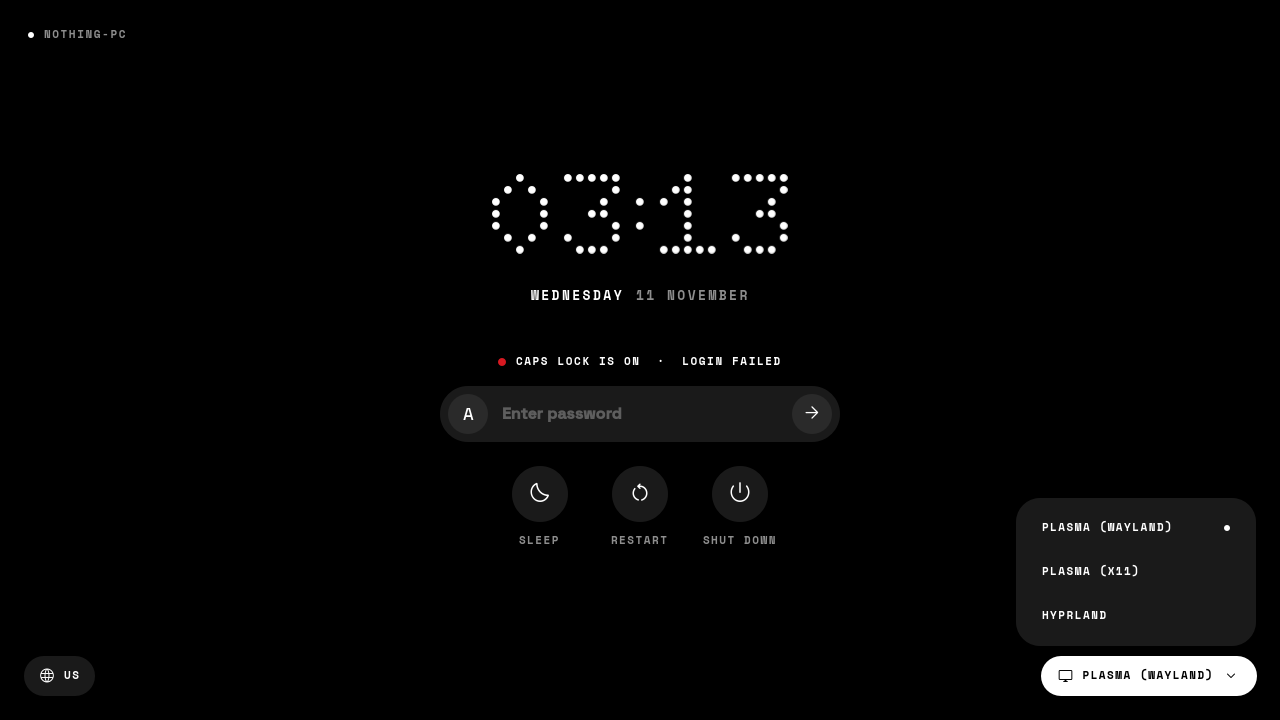 NOTHING-PC
03:13
WEDNESDAY 11 NOVEMBER
CAPS LOCK IS ON · LOGIN FAILED
A Enter password
SLEEP RESTART SHUT DOWN
PLASMA (WAYLAND)
PLASMA (X11)
HYPRLAND
US
PLASMA (WAYLAND)